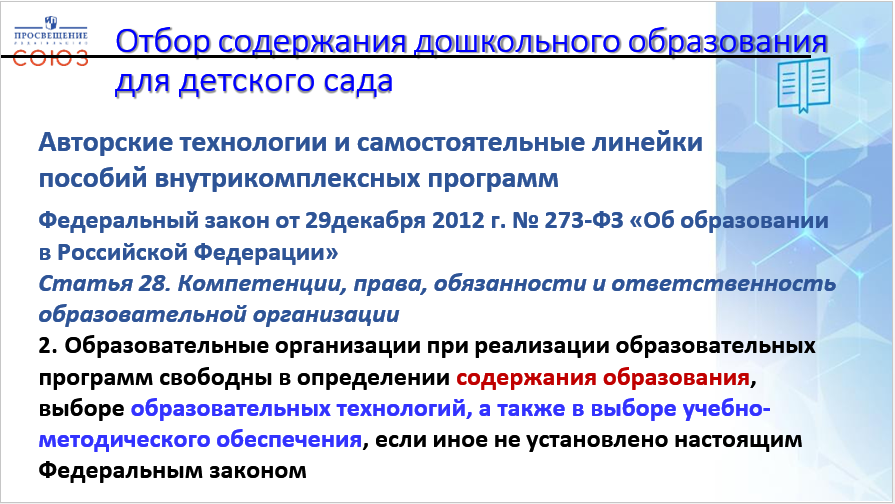 ПРОСВЕЩЕНИЕ
ИЗДАТЕЛЬСТВО
СОЮЗ
Отбор содержания дошкольного образования
для детского сада
Авторские технологии и самостоятельные линейки
пособий внутрикомплексных программ
Федеральный закон от 29декабря 2012 г. № 273-ФЗ «Об образовании
в Российской Федерации»
Статья 28. Компетенции, права, обязанности и ответственность
образовательной организации
2. Образовательные организации при реализации образовательных
программ свободны в определении содержания образования,
выборе образовательных технологий, а также в выборе учебно-
методического обеспечения, если иное не установлено настоящим
Федеральным законом